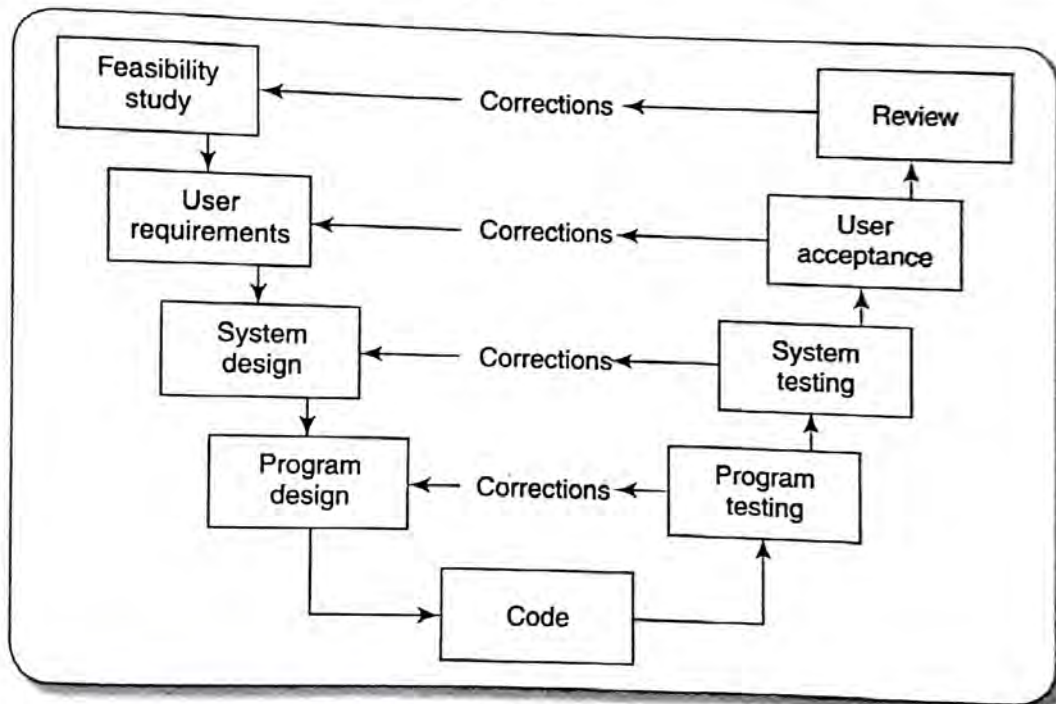 Feasibility
study
Corrections
Review
User
requirements
Corrections
User
acceptance
System
design
Corrections
System
testing
Program
design
Corrections
Program
testing
Code